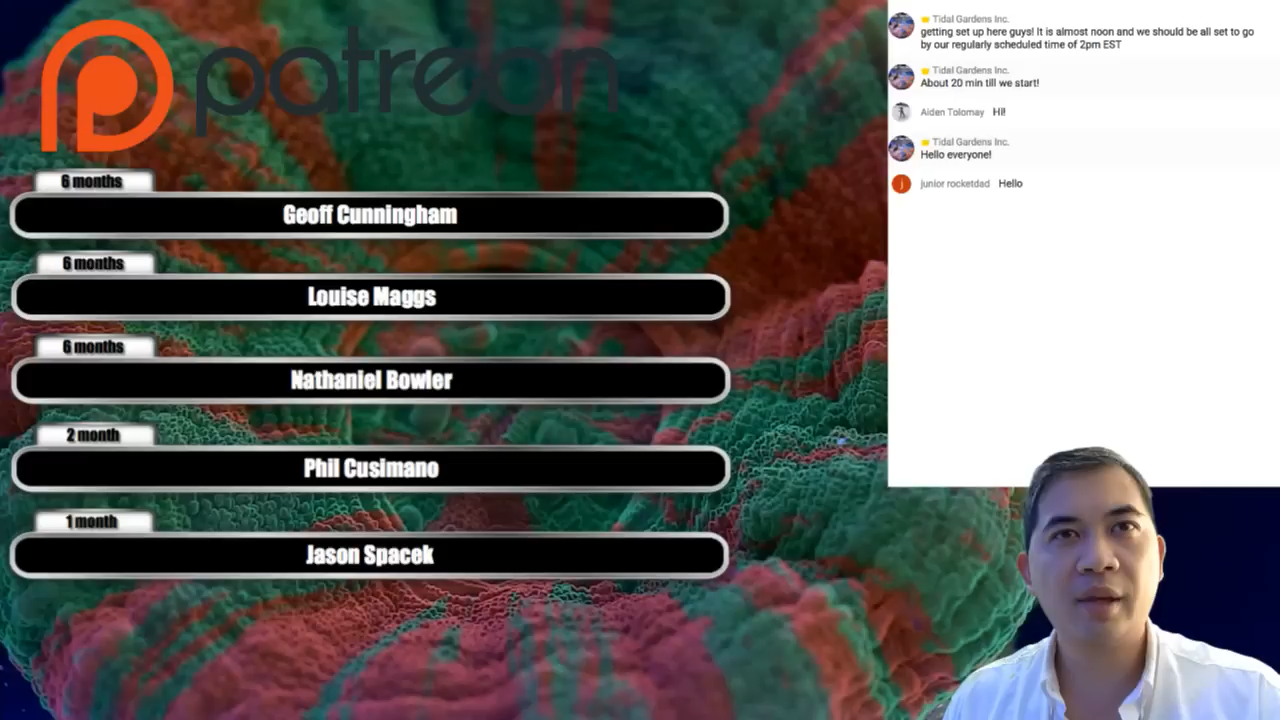 patreon
6 months
Geoff Cunningham
6 months
Louise Maggs
6 months
Nathaniel Bowler
2 month
Phil Cusimano
1 month
Jason Spacek
Tidal Gardens Inc.
getting set up here guys! It is almost noon and we should be all set to go
by our regularly scheduled time of 2pm EST
Tidal Gardens Inc.
About 20 min till we start!
Aiden Tolomay Hi!
Tidal Gardens Inc.
Hello everyone!
j
junior rocketdad Hello